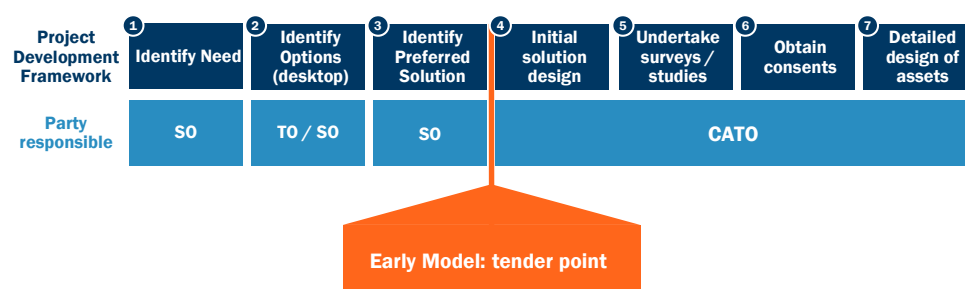 Project
Development
Framework
1
Identify Need
2
Identify
Options
(desktop)
3
Identify
Preferred
Solution
4
Initial
solution
design
5
Undertake
surveys /
studies
6
Obtain
consents
7
Detailed
design of
assets
Party
responsible
SO
TO / SO
SO
CATO
Early Model: tender point